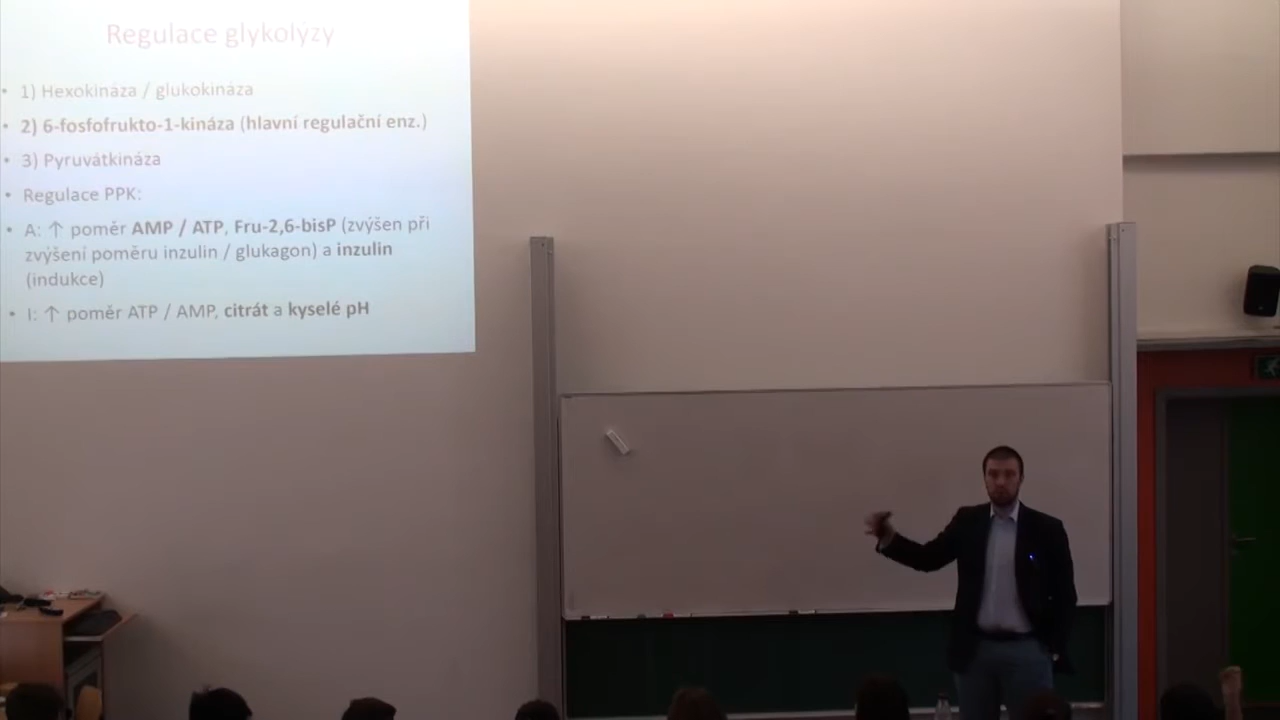 Regulace glykolýzy
• 1) Hexokináza / glukokináza
• 2) 6-fosfofrukto-1-kináza (hlavní regulační enz.)
• 3) Pyruvátkináza
• Regulace PPK:
• A: ↑ poměr AMP / ATP, Fru-2,6-bisP (zvýšen při
zvýšení poměru inzulin / glukagon) a inzulin
(indukce)
• I: ↑ poměr ATP / AMP, citrát a kyselé pH